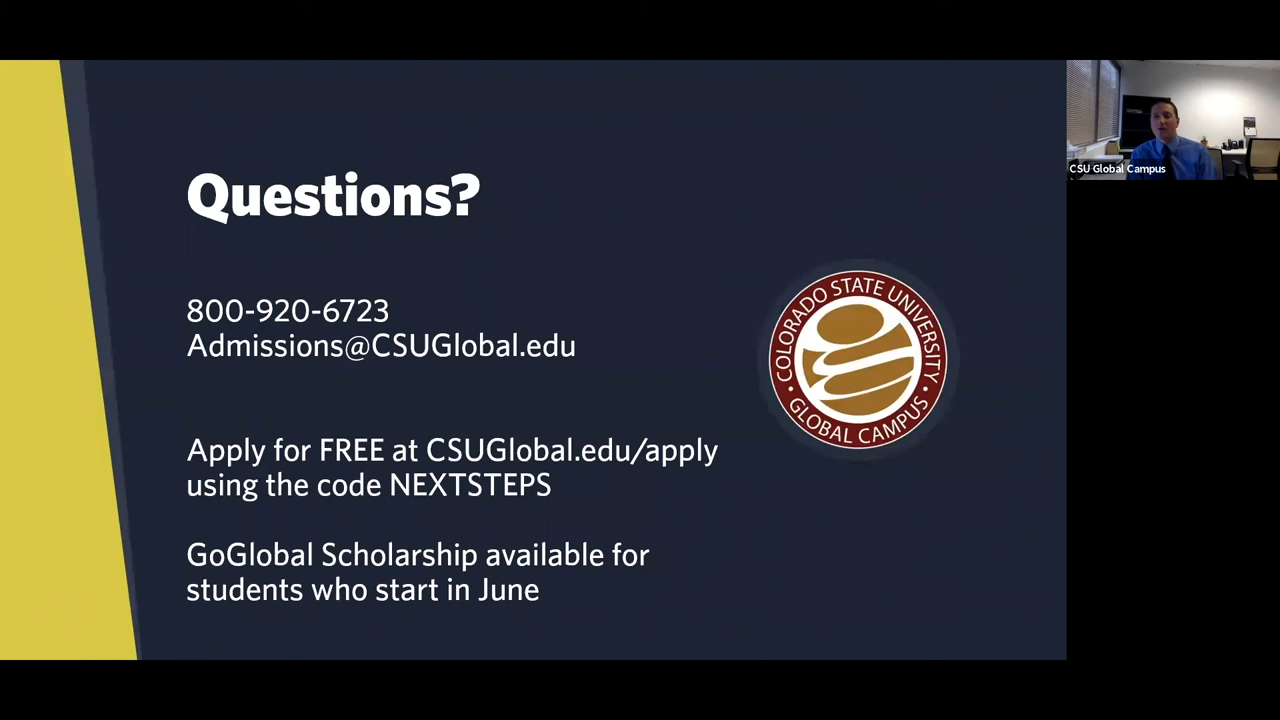 Questions?
800-920-6723
Admissions@CSUGlobal.edu
Apply for FREE at CSUGlobal.edu/apply
using the code NEXTSTEPS
GoGlobal Scholarship available for
students who start in June
COLORADO STATE UNIVERSITY
GLOBAL CAMPUS
CSU Global Campus